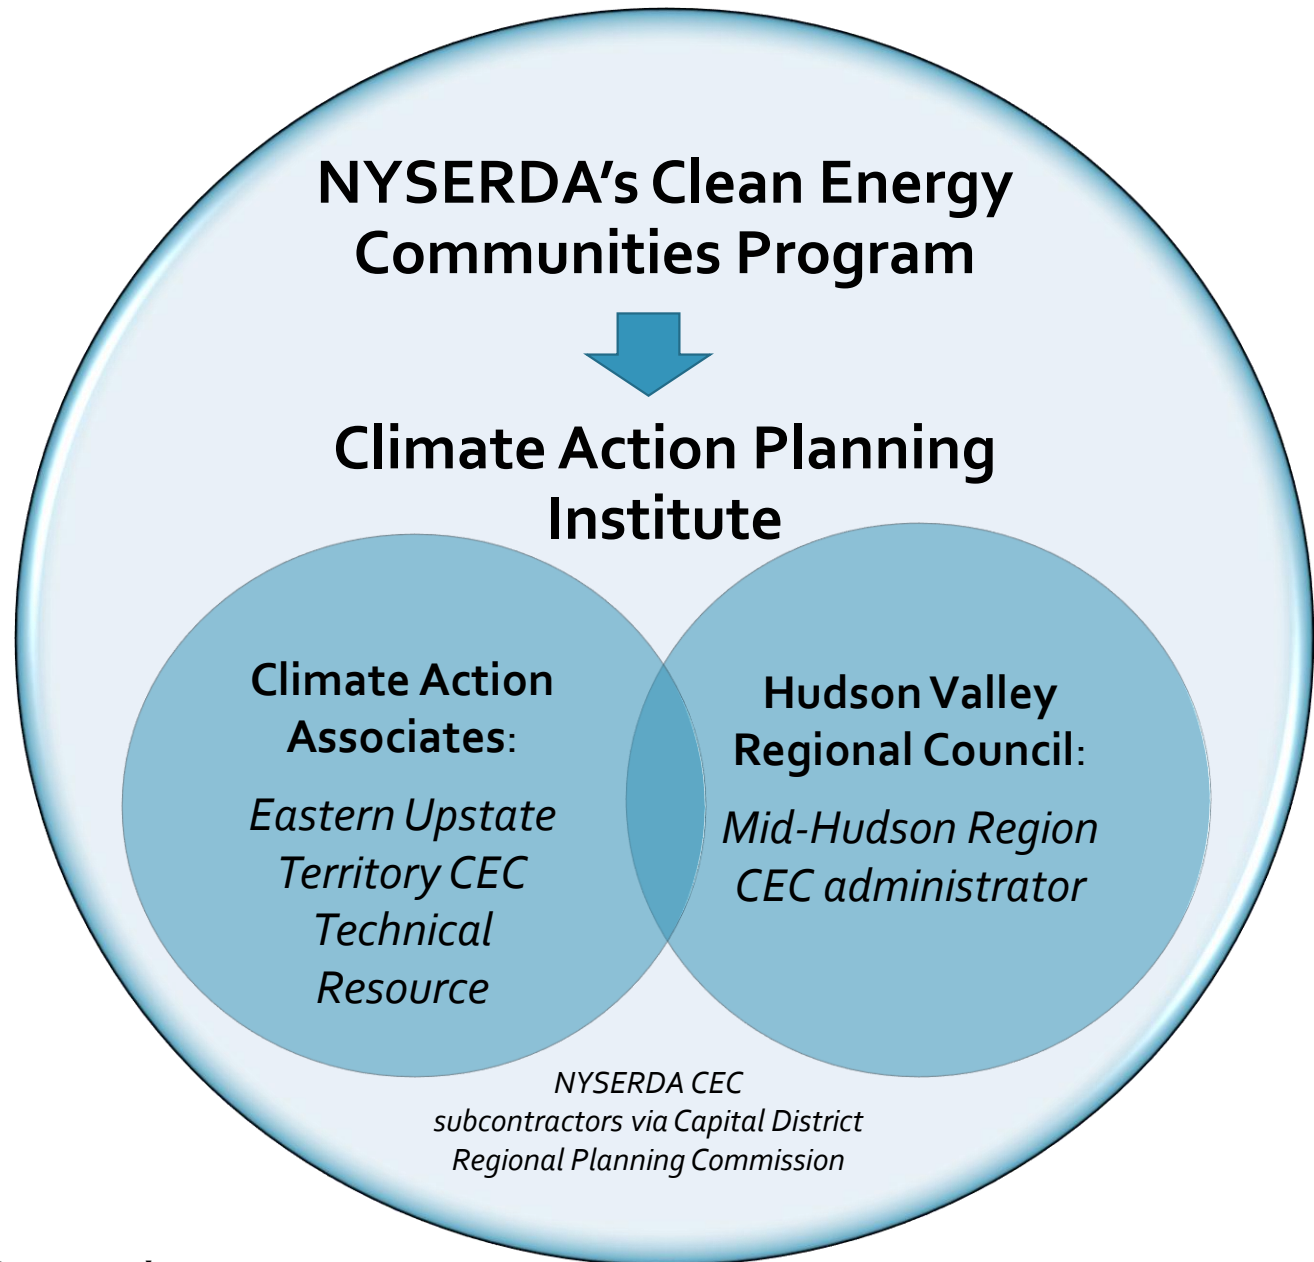 NYSERDA's Clean Energy
Communities Program
Climate Action Planning
Institute
Climate Action
Associates:
Eastern Upstate
Territory CEC
Technical
Resource
Hudson Valley
Regional Council:
Mid-Hudson Region
CEC administrator
NYSERDA CEC
subcontractors via Capital District
Regional Planning Commission